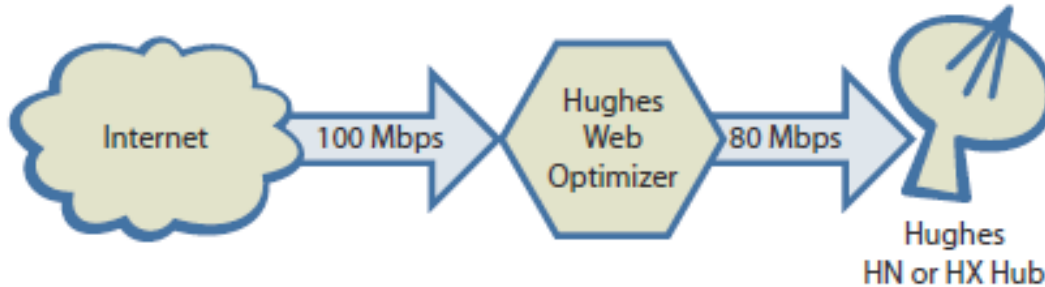 Internet
100 Mbps
Hughes
Web
Optimizer
80 Mbps
Hughes
HN or HX Hub